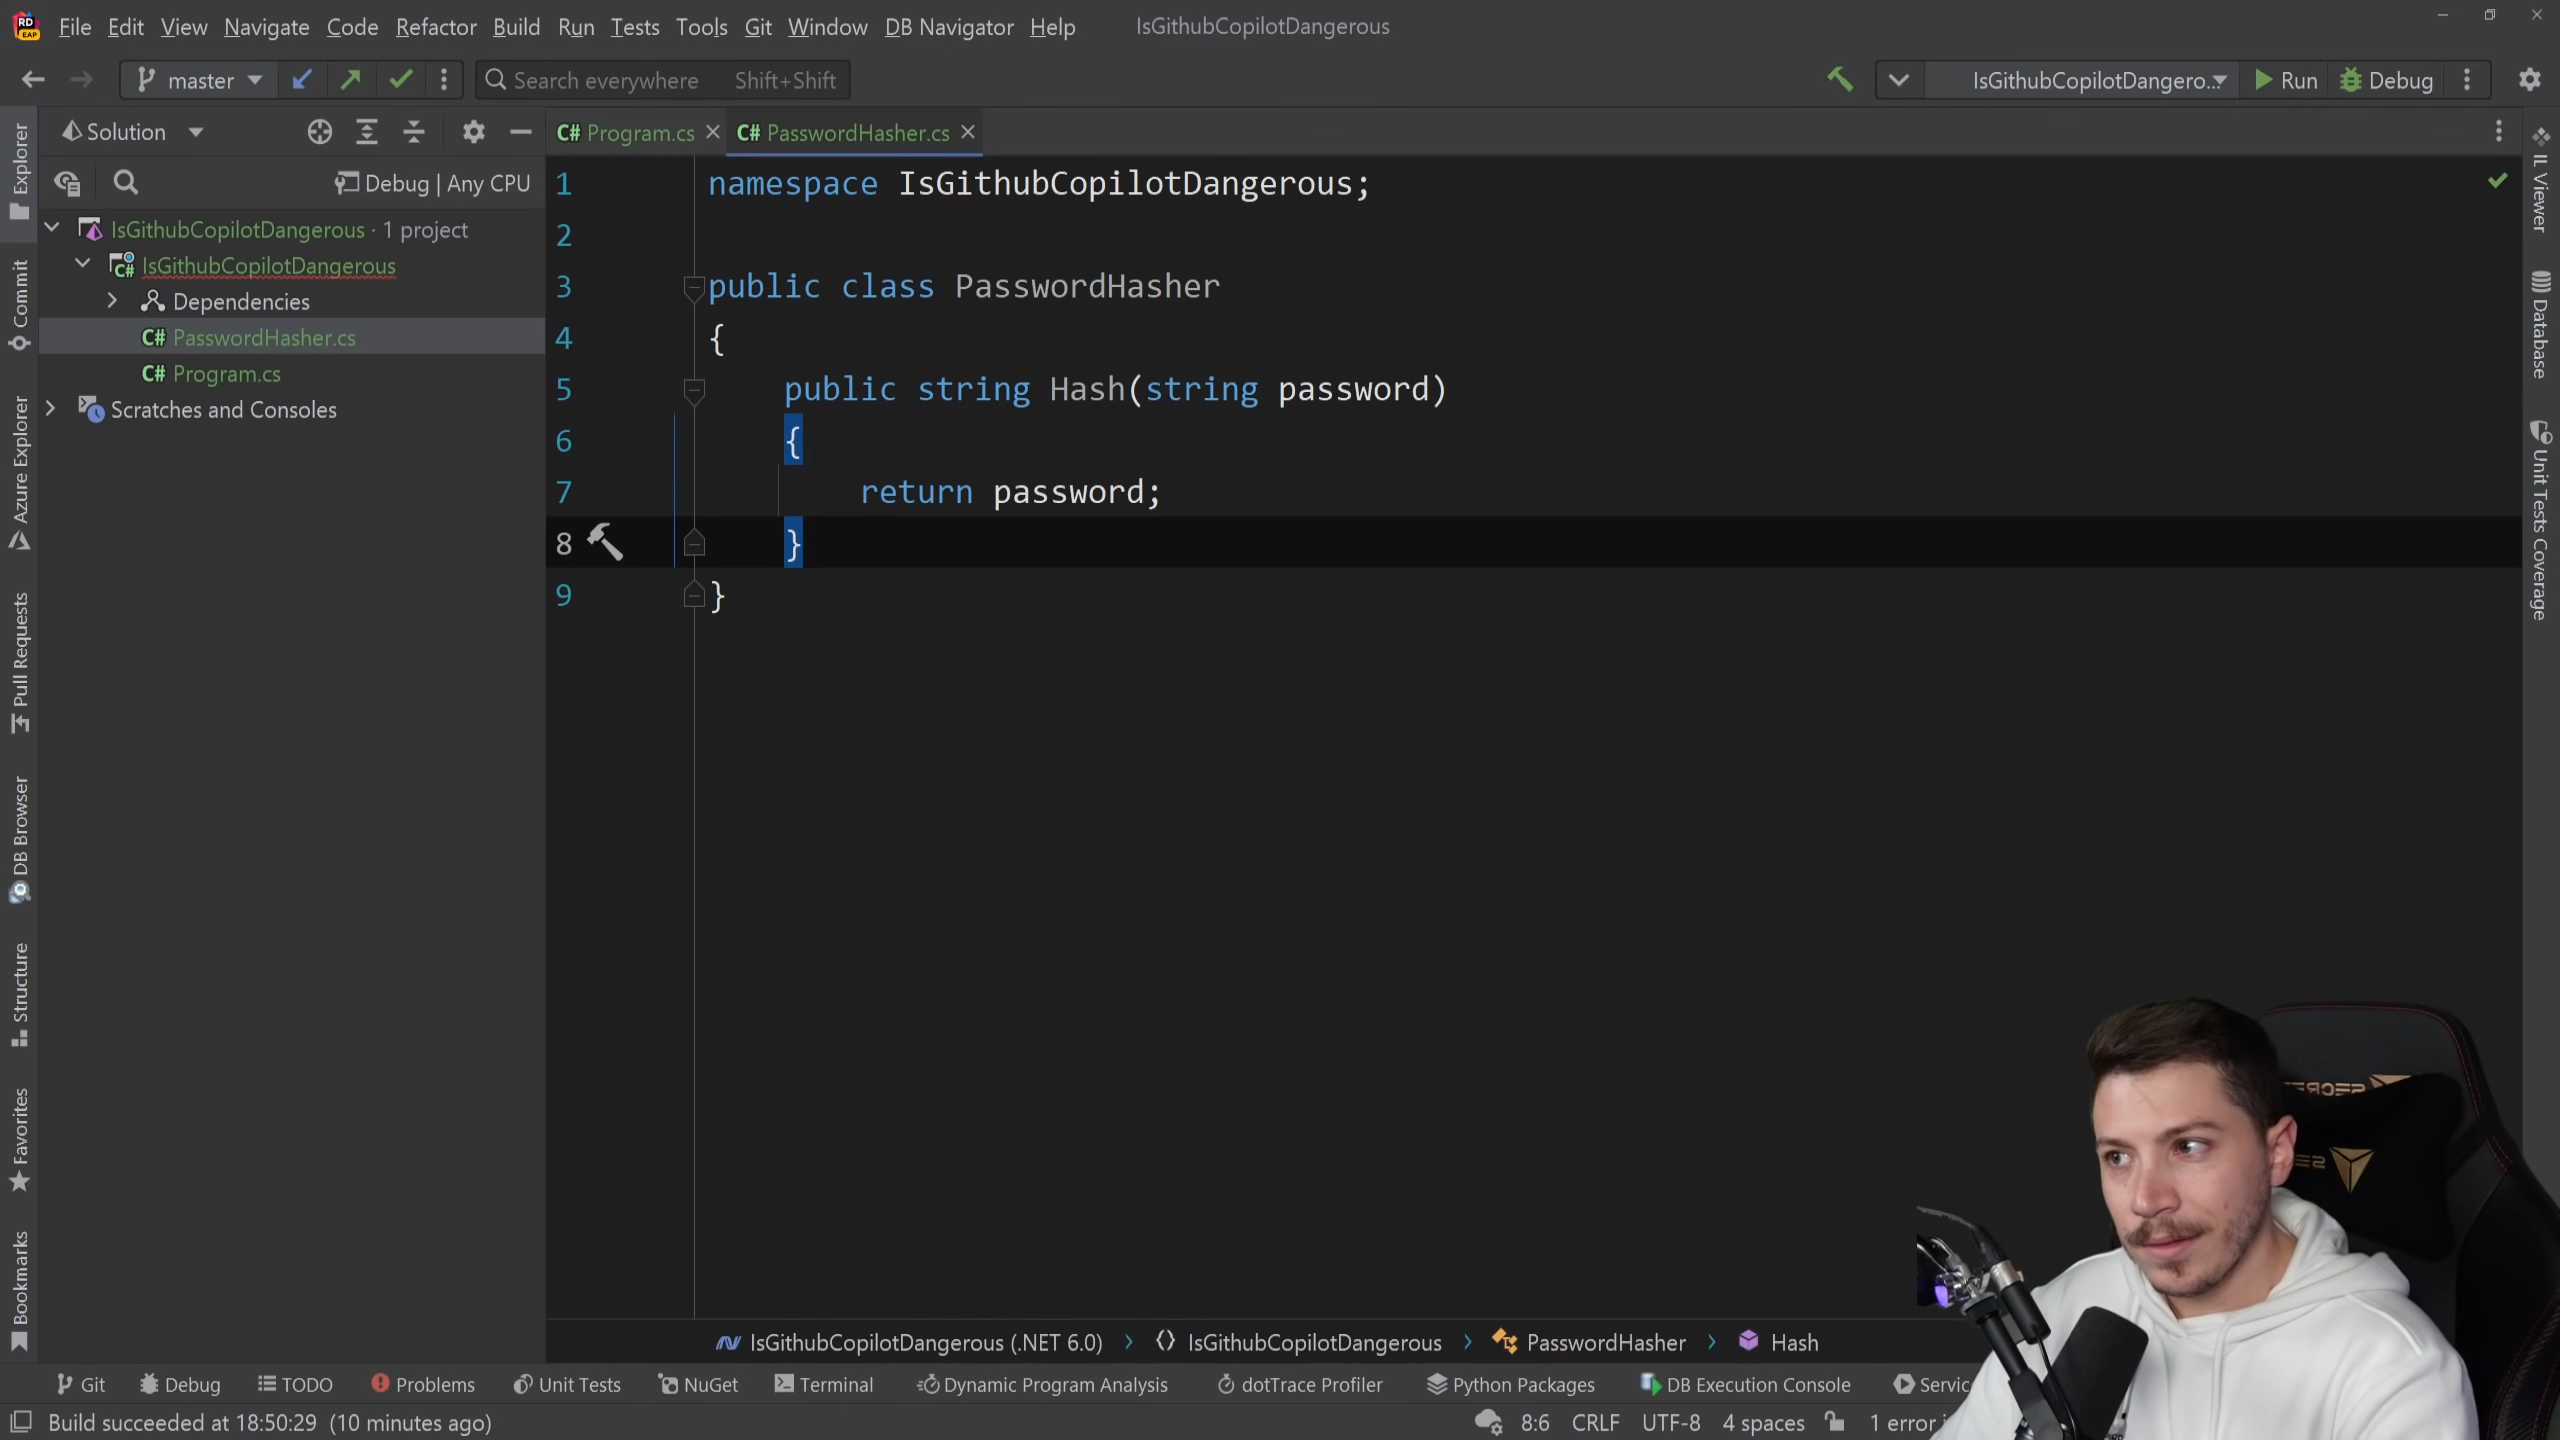 File Edit View Navigate Code Refactor Build Run Tests Tools Git Window DB Navigator Help IsGithubCopilotDangerous
master Search everywhere Shift+Shift IsGithubCopilotDangero... Run Debug
Solution
Debug | Any CPU
IsGithubCopilotDangerous · 1 project
IsGithubCopilotDangerous
Dependencies
C# PasswordHasher.cs
C# Program.cs
Scratches and Consoles
Explorer
Commit
Azure Explorer
Pull Requests
DB Browser
Structure
Favorites
Bookmarks
C# Program.cs C# PasswordHasher.cs
1 namespace IsGithubCopilotDangerous;
2
3 public class PasswordHasher
4 {
5 public string Hash(string password)
6 {
7 return password;
8 }
9 }
IL Viewer
Database
Unit Tests Coverage
IsGithubCopilotDangerous (.NET 6.0) IsGithubCopilotDangerous PasswordHasher Hash
Git Debug TODO Problems Unit Tests NuGet Terminal Dynamic Program Analysis dotTrace Profiler Python Packages DB Execution Console Servic
Build succeeded at 18:50:29 (10 minutes ago) 8:6 CRLF UTF-8 4 spaces 1 error